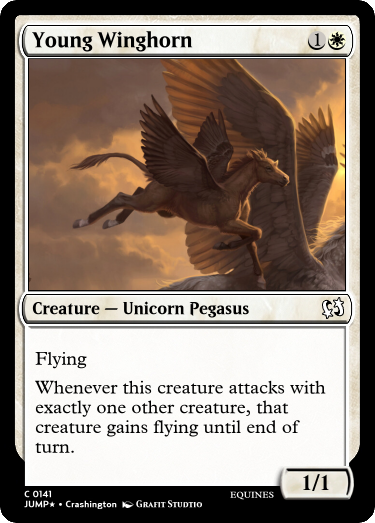 Young Winghorn 1
Creature — Unicorn Pegasus
Flying
Whenever this creature attacks with
exactly one other creature, that
creature gains flying until end of
turn.
1/1
C 0141
JUMP★ • Crashington Grafit Studtio
EQUINES